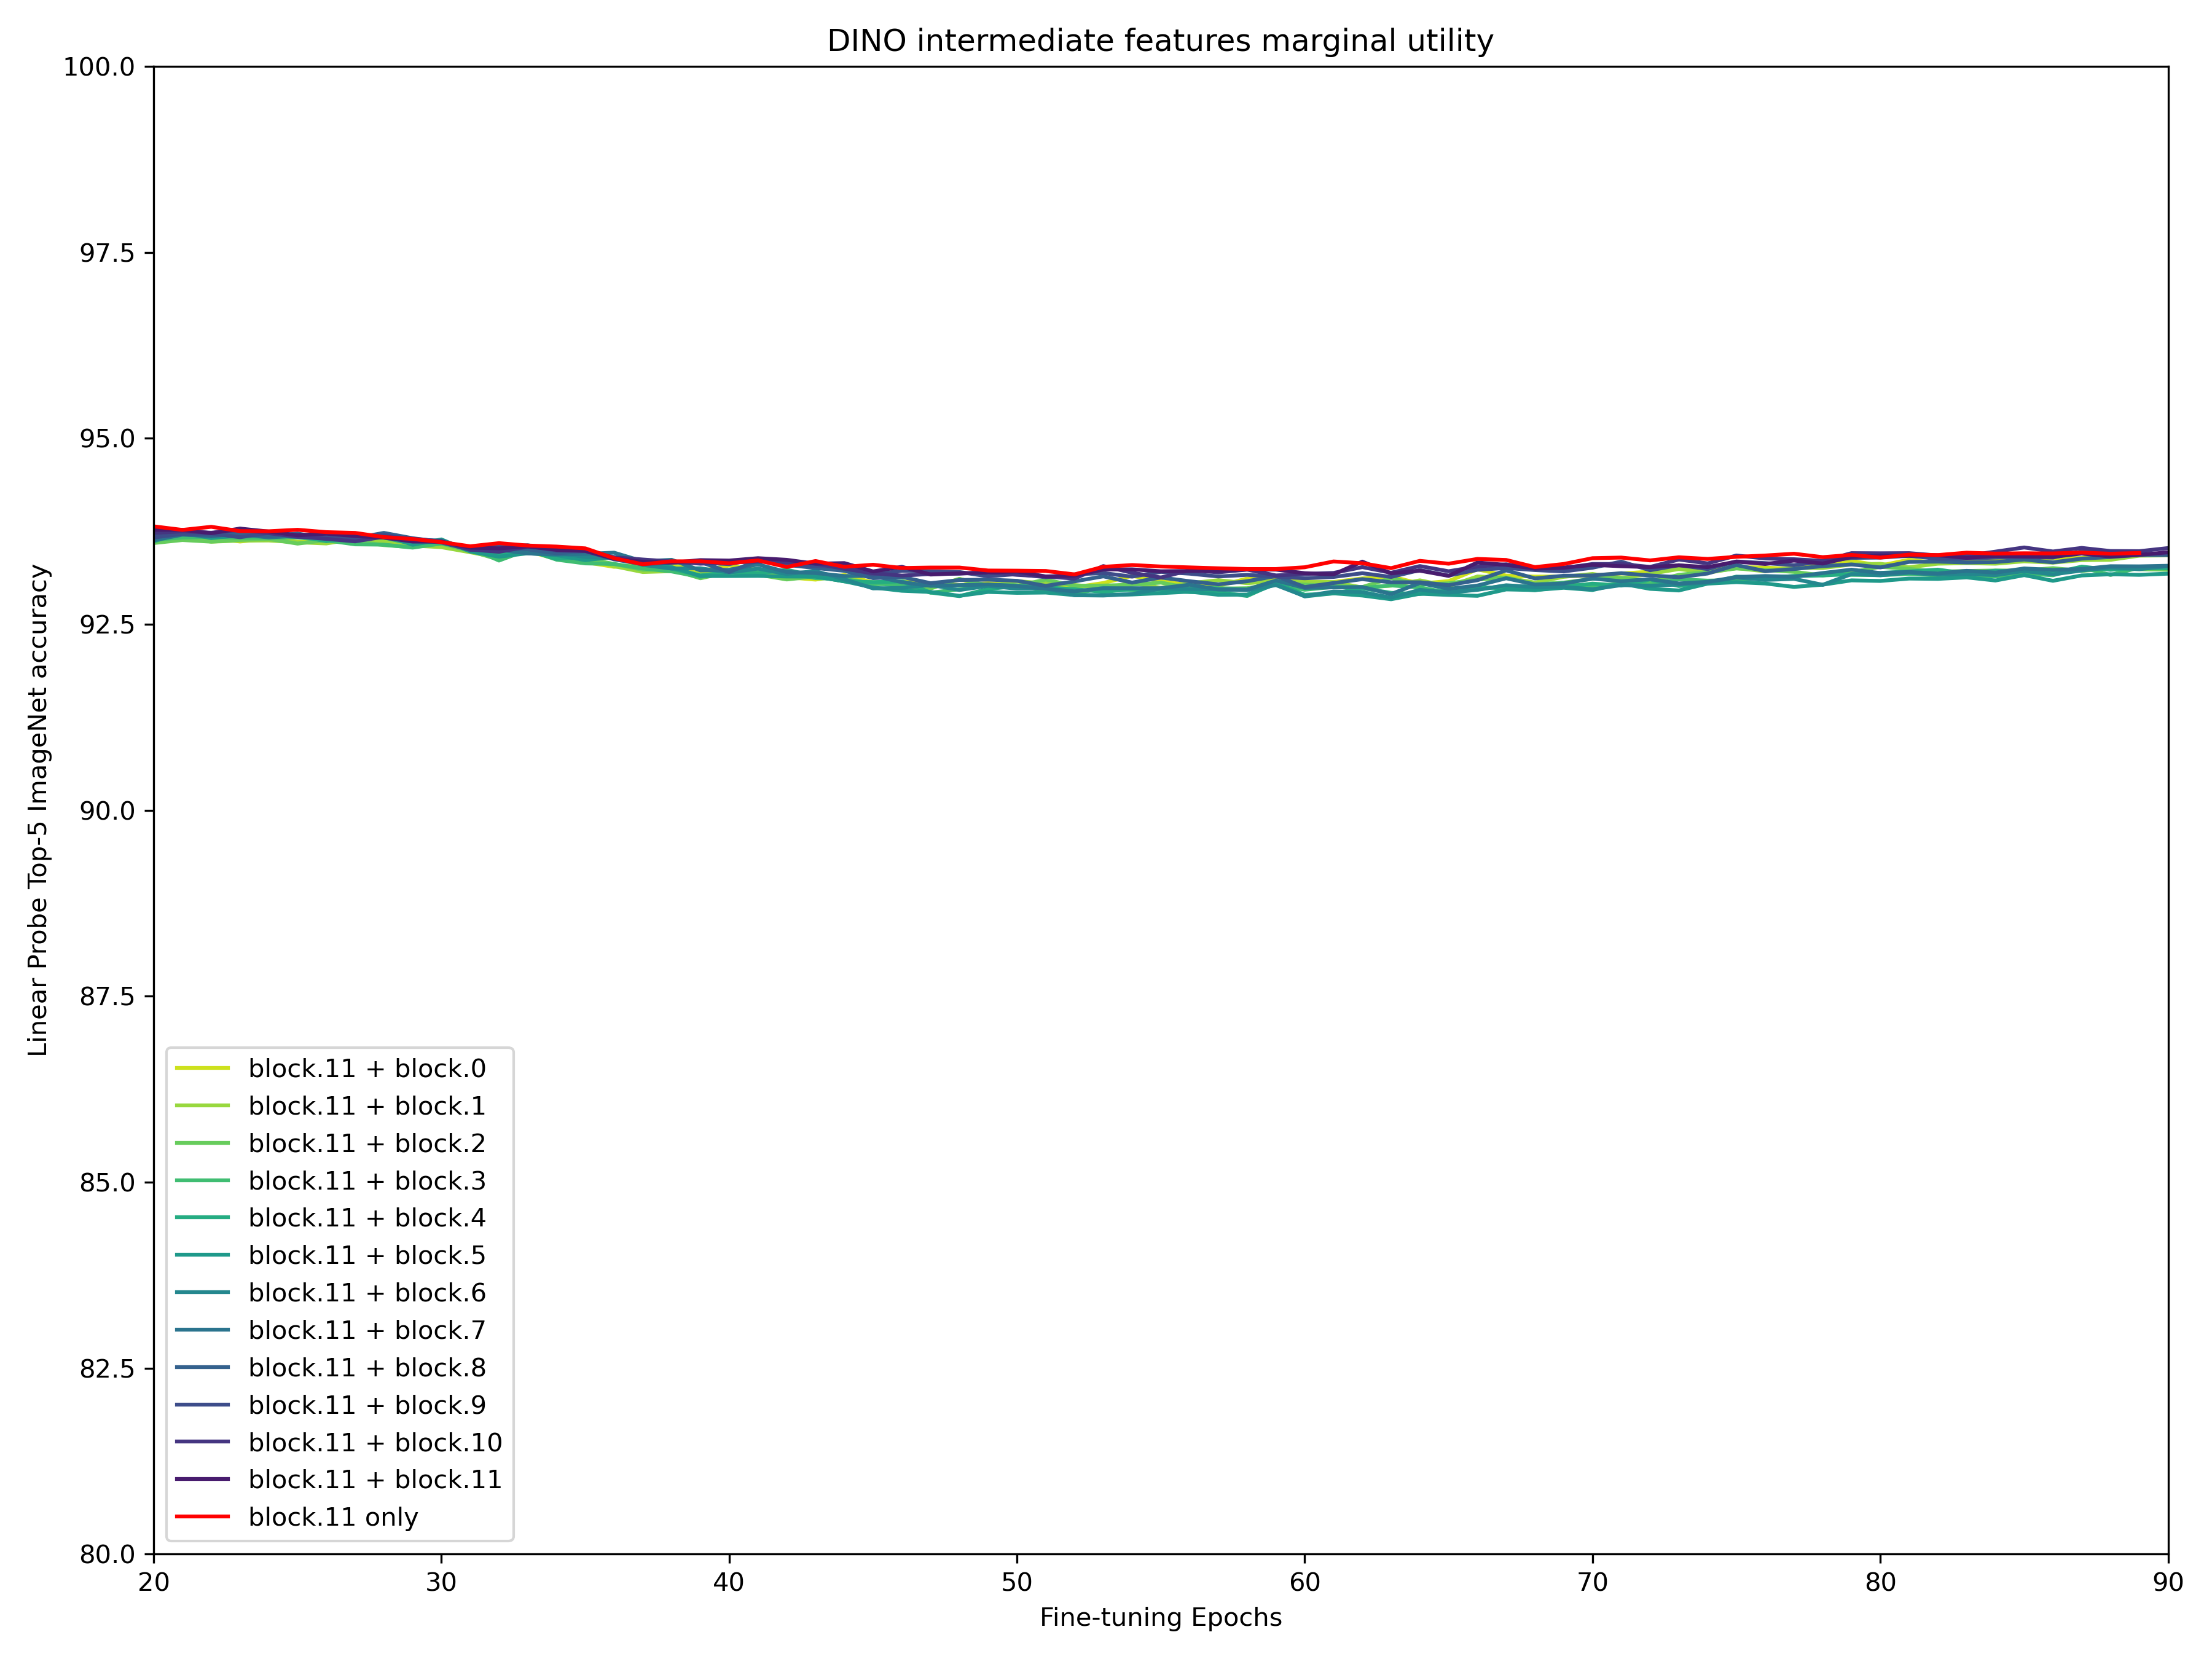 DINO intermediate features marginal utility
100.0
97.5
95.0
92.5
90.0
87.5
85.0
82.5
80.0
Linear Probe Top-5 ImageNet accuracy
block.11 + block.0
block.11 + block.1
block.11 + block.2
block.11 + block.3
block.11 + block.4
block.11 + block.5
block.11 + block.6
block.11 + block.7
block.11 + block.8
block.11 + block.9
block.11 + block.10
block.11 + block.11
block.11 only
20 30 40 50 60 70 80 90
Fine-tuning Epochs